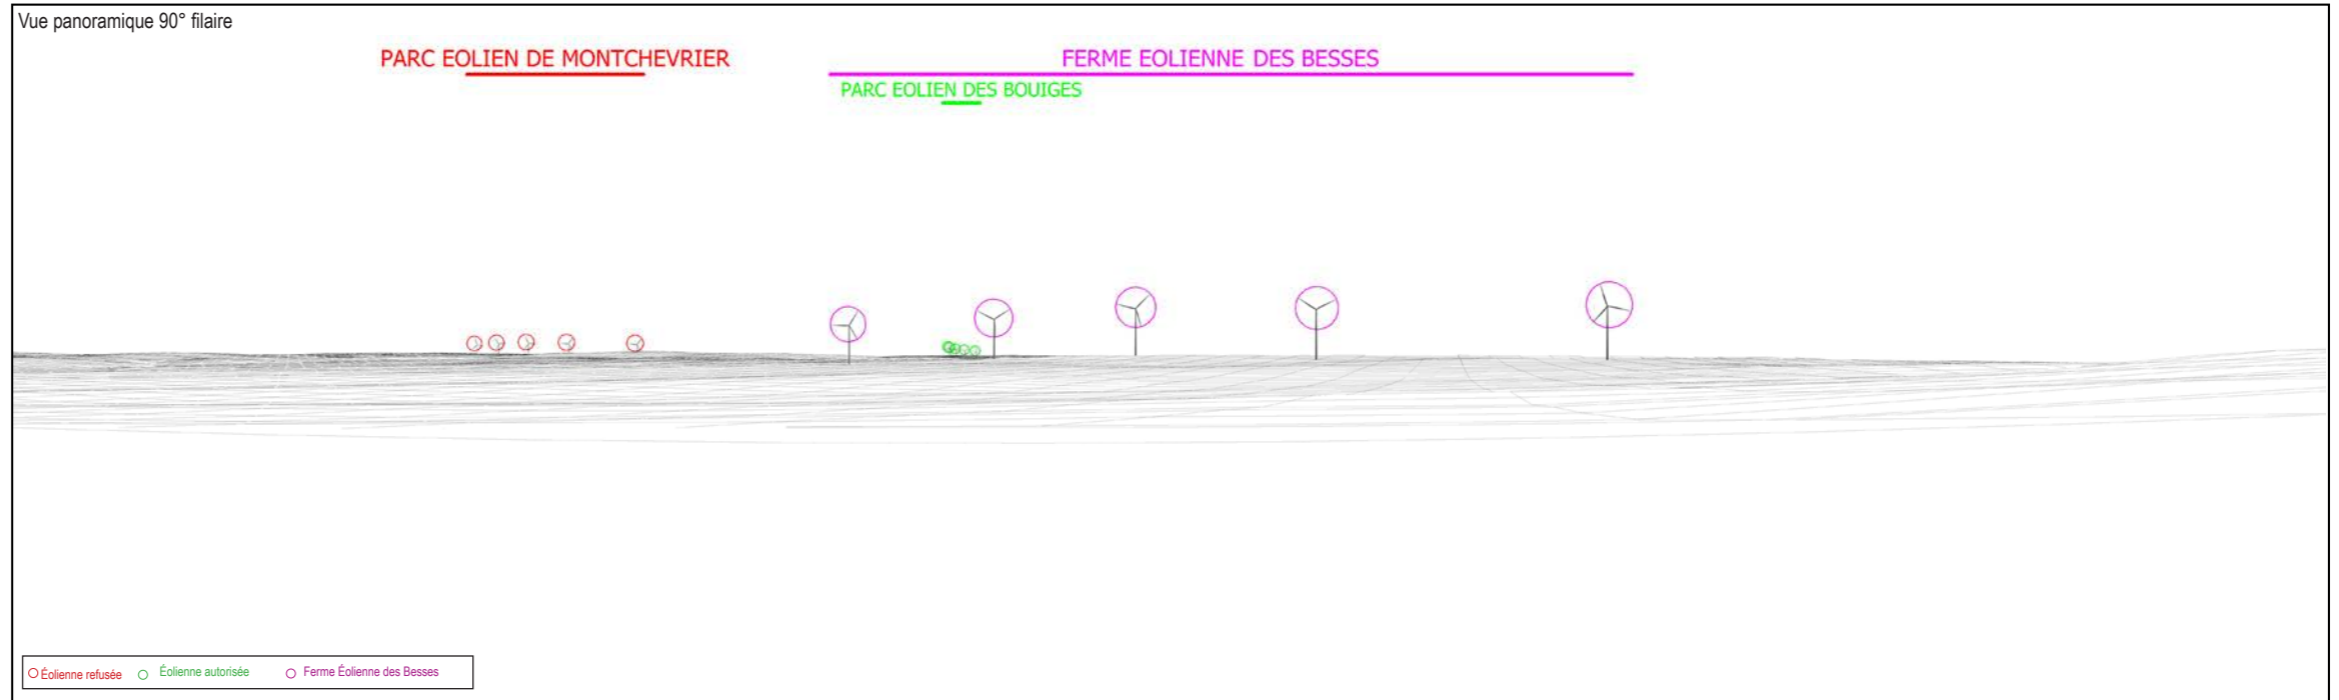 Vue panoramique 90° filaire
PARC EOLIEN DE MONTCHEVRIER
FERME EOLIENNE DES BESSES
PARC EOLIEN DES BOUIGES
Éolienne refusée
Éolienne autorisée
Ferme Éolienne des Besses